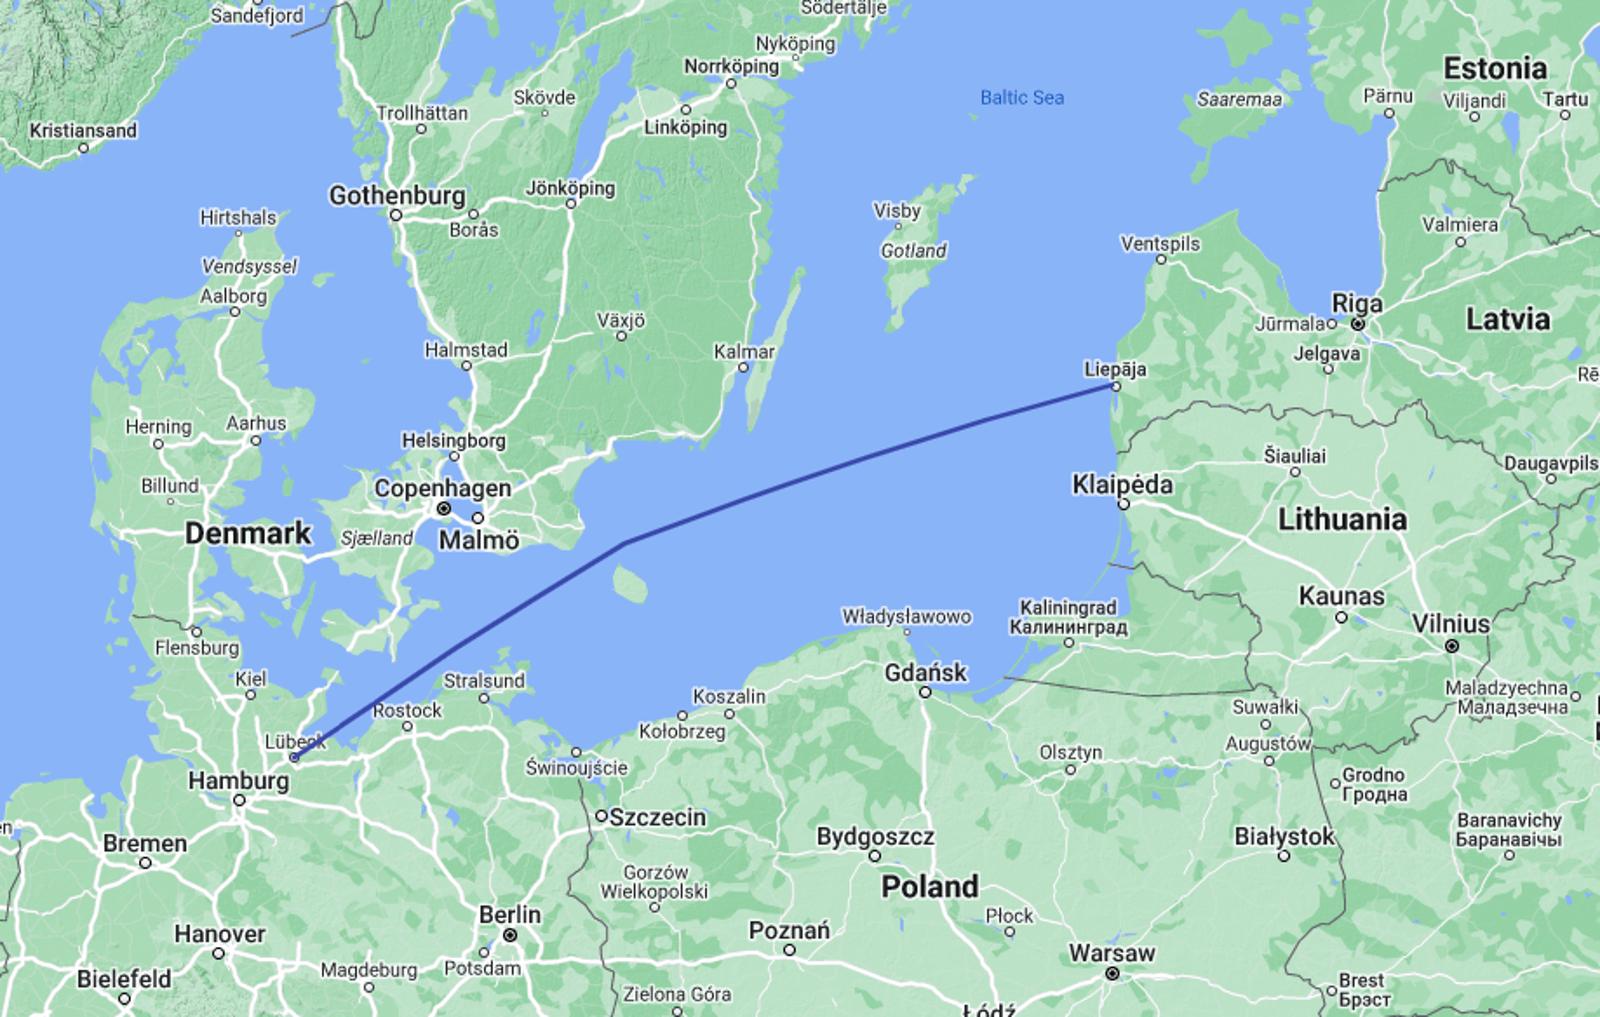 Sandefjord
Södertälje
Nyköping
Norrköping
Estonia
Skövde
Baltic Sea
Saaremaa
Pärnu
Viljandi
Tartu
Trollhättan
Linköping
Kristiansand
Jönköping
Gothenburg
Visby
Hirtshals
Borås
Valmiera
Gotland
Ventspils
Vendsyssel
Aalborg
Riga
Växjö
Jūrmala
Latvia
Halmstad
Kalmar
Jelgava
Liepāja
Rē
Herning
Aarhus
Helsingborg
Šiauliai
Daugavpils
Billund
Copenhagen
Klaipėda
Denmark
Sjælland
Malmö
Lithuania
Kaliningrad
Калининград
Kaunas
Władysławowo
Vilnius
Flensburg
Kiel
Stralsund
Gdańsk
Maladzyechna
Маладзечна
Koszalin
Suwałki
Rostock
Kołobrzeg
Lübeck
Olsztyn
Augustów
Świnoujście
Hamburg
Grodno
Гродна
Szczecin
Baranavichy
Баранавічы
en
Bremen
Bydgoszcz
Białystok
Gorzów
Wielkopolski
Poland
Berlin
Płock
Hanover
Poznań
Warsaw
Bielefeld
Magdeburg
Potsdam
Brest
Брэст
Zielona Góra
Łódź